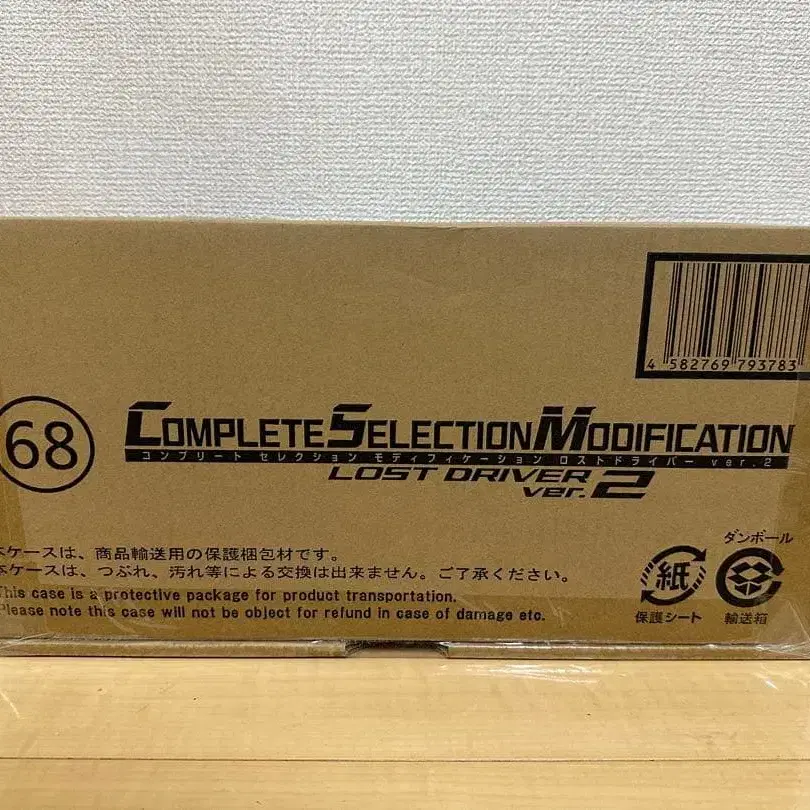 4 582769 793783
68
COMPLETE SELECTION MODIFICATION
コンプリート セレクション モディフィケーション ロストドライバー ver.2
LOST DRIVER
ver.2
本ケースは、商品輸送用の保護梱包材です。
本ケースは、つぶれ、汚れ等による交換は出来ません。ご了承ください。
This case is a protective package for product transportation.
Please note this case will not be object for refund in case of damage etc.
紙
保護シート
ダンボール
輸送箱